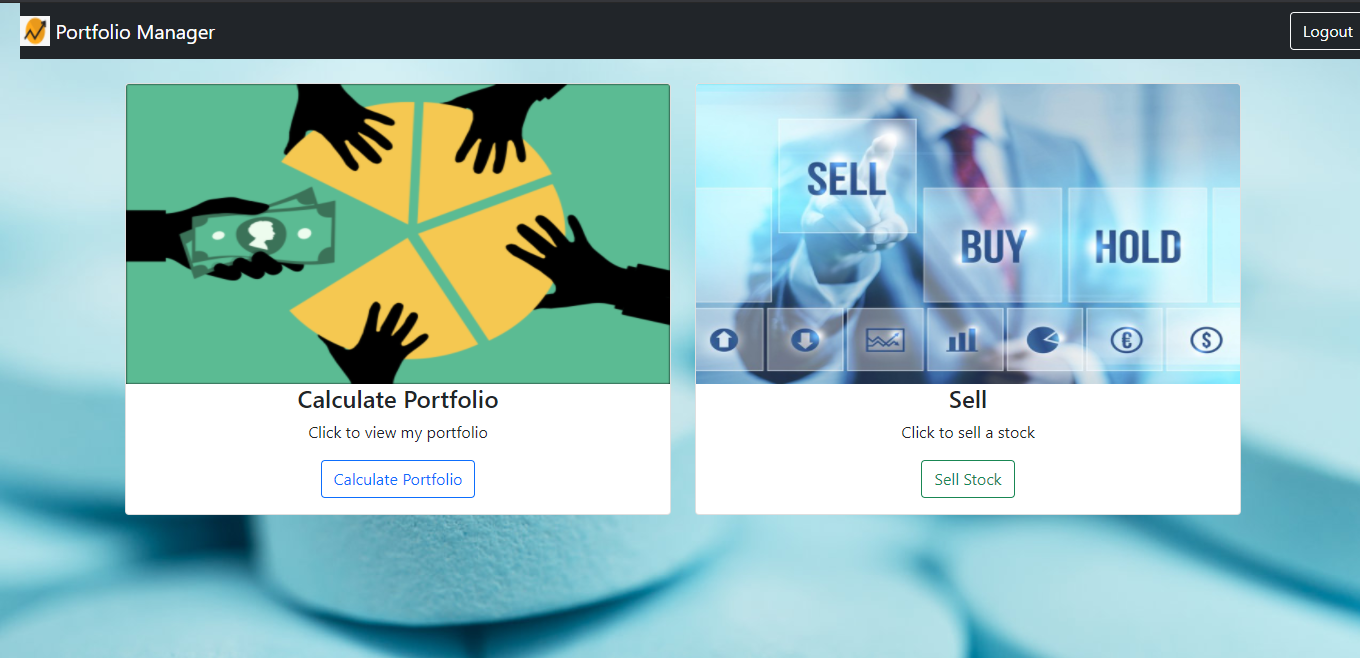 Portfolio Manager
Logout
SELL
BUY
HOLD
€
$
Calculate Portfolio
Click to view my portfolio
Calculate Portfolio
Sell
Click to sell a stock
Sell Stock